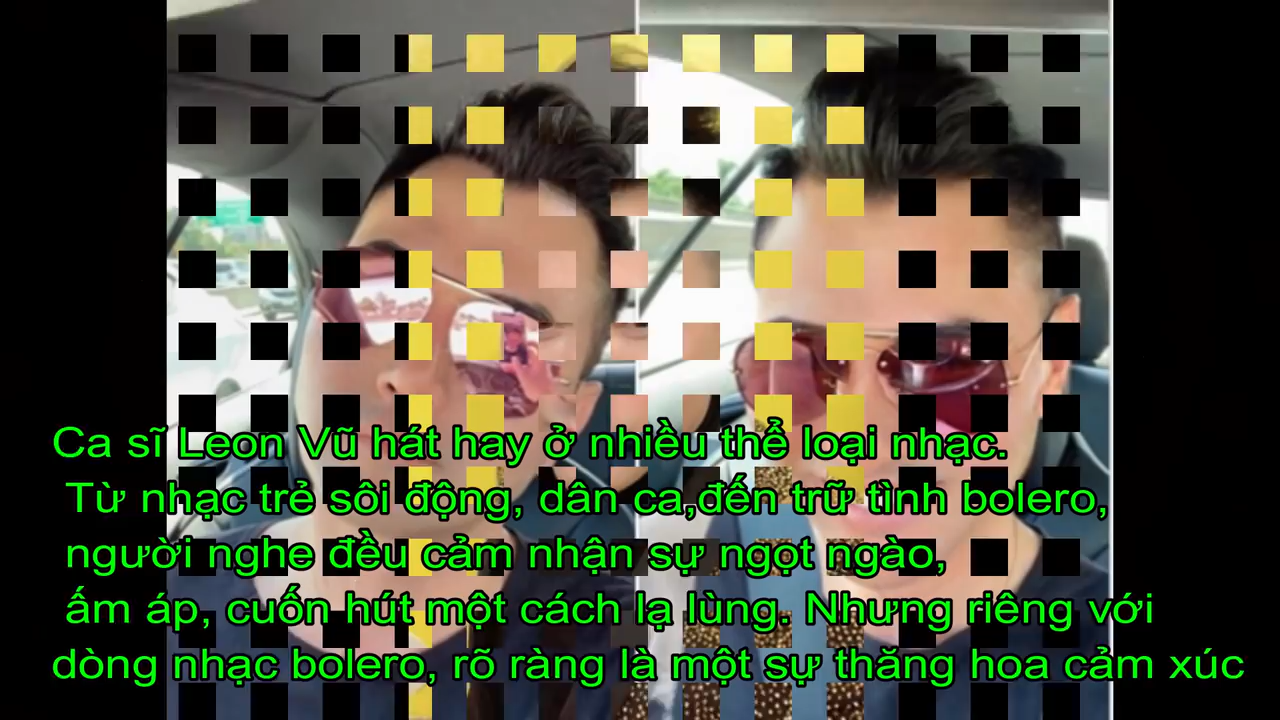 Ca sĩ Leon Vũ hát hay ở nhiều thể loại nhạc.
Từ nhạc trẻ sôi động, dân ca,đến trữ tình bolero,
người nghe đều cảm nhận sự ngọt ngào,
ấm áp, cuốn hút một cách lạ lùng. Nhưng riêng với
dòng nhạc bolero, rõ ràng là một sự thăng hoa cảm xúc